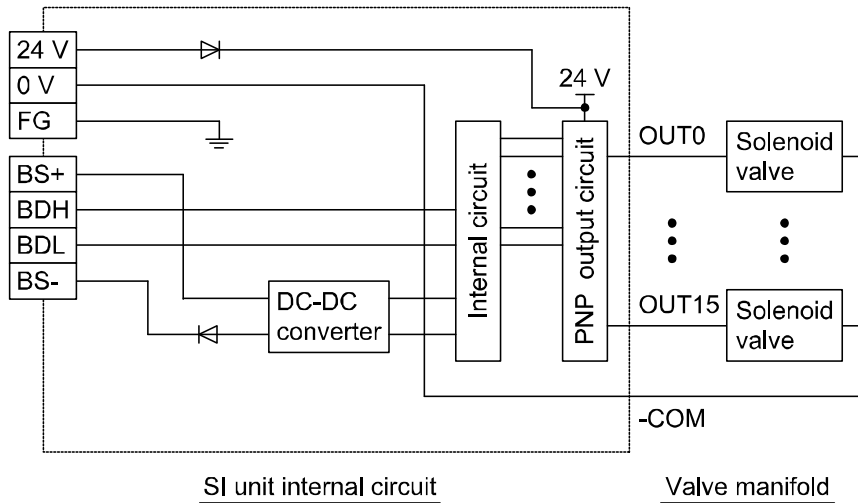 24 V
0 V
FG
BS+
BDH
BDL
BS-
DC-DC
converter
Internal circuit
PNP output circuit
24 V
OUT0
Solenoid
valve
OUT15
Solenoid
valve
-COM
SI unit internal circuit
Valve manifold